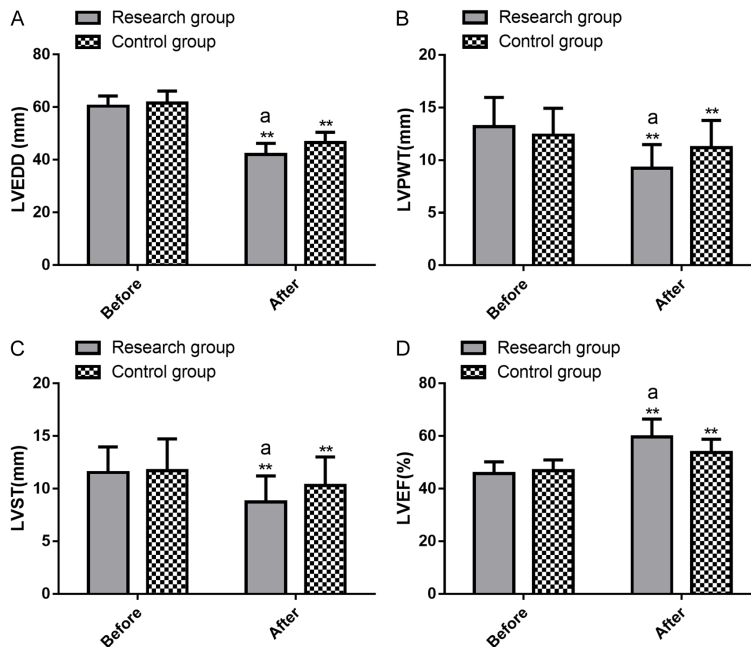 A
Research group
Control group
LVEDD (mm)
80
60
40
20
0
a
**
**
Before
After
B
Research group
Control group
LVPWT(mm)
20
15
10
5
0
a
**
**
Before
After
C
Research group
Control group
LVST(mm)
20
15
10
5
0
a
**
**
Before
After
D
Research group
Control group
LVEF(%)
80
60
40
20
0
a
**
**
Before
After